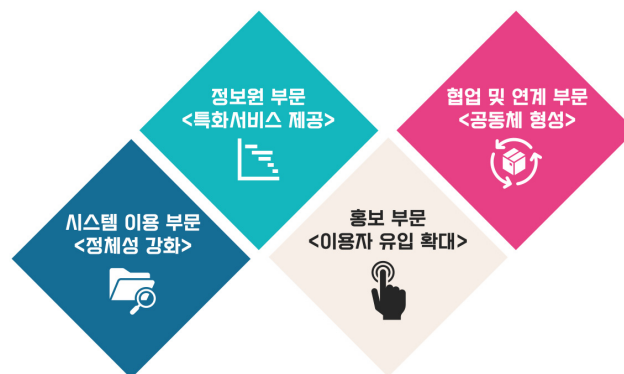 정보원 부문
<특화서비스 제공>
협업 및 연계 부문
<공동체 형성>
시스템 이용 부문
<정체성 강화>
홍보 부문
<이용자 유입 확대>